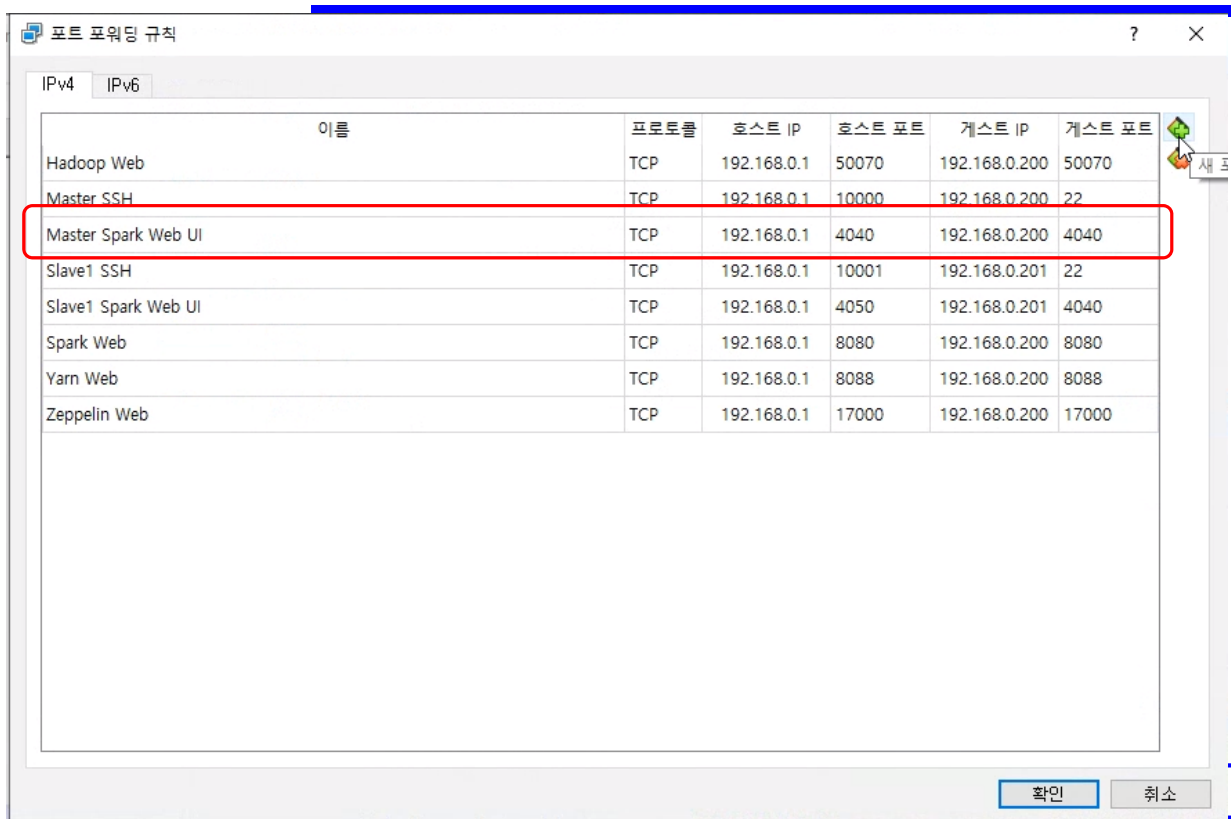 포트 포워딩 규칙 ?
IPv4 IPv6
이름 프로토콜 호스트 IP 호스트 포트 게스트 IP 게스트 포트
Hadoop Web TCP 192.168.0.1 50070 192.168.0.200 50070
새
Master SSH TCP 192.168.0.1 10000 192.168.0.200 22
Master Spark Web UI TCP 192.168.0.1 4040 192.168.0.200 4040
Slave1 SSH TCP 192.168.0.1 10001 192.168.0.201 22
Slave1 Spark Web UI TCP 192.168.0.1 4050 192.168.0.201 4040
Spark Web TCP 192.168.0.1 8080 192.168.0.200 8080
Yarn Web TCP 192.168.0.1 8088 192.168.0.200 8088
Zeppelin Web TCP 192.168.0.1 17000 192.168.0.200 17000
확인 취소